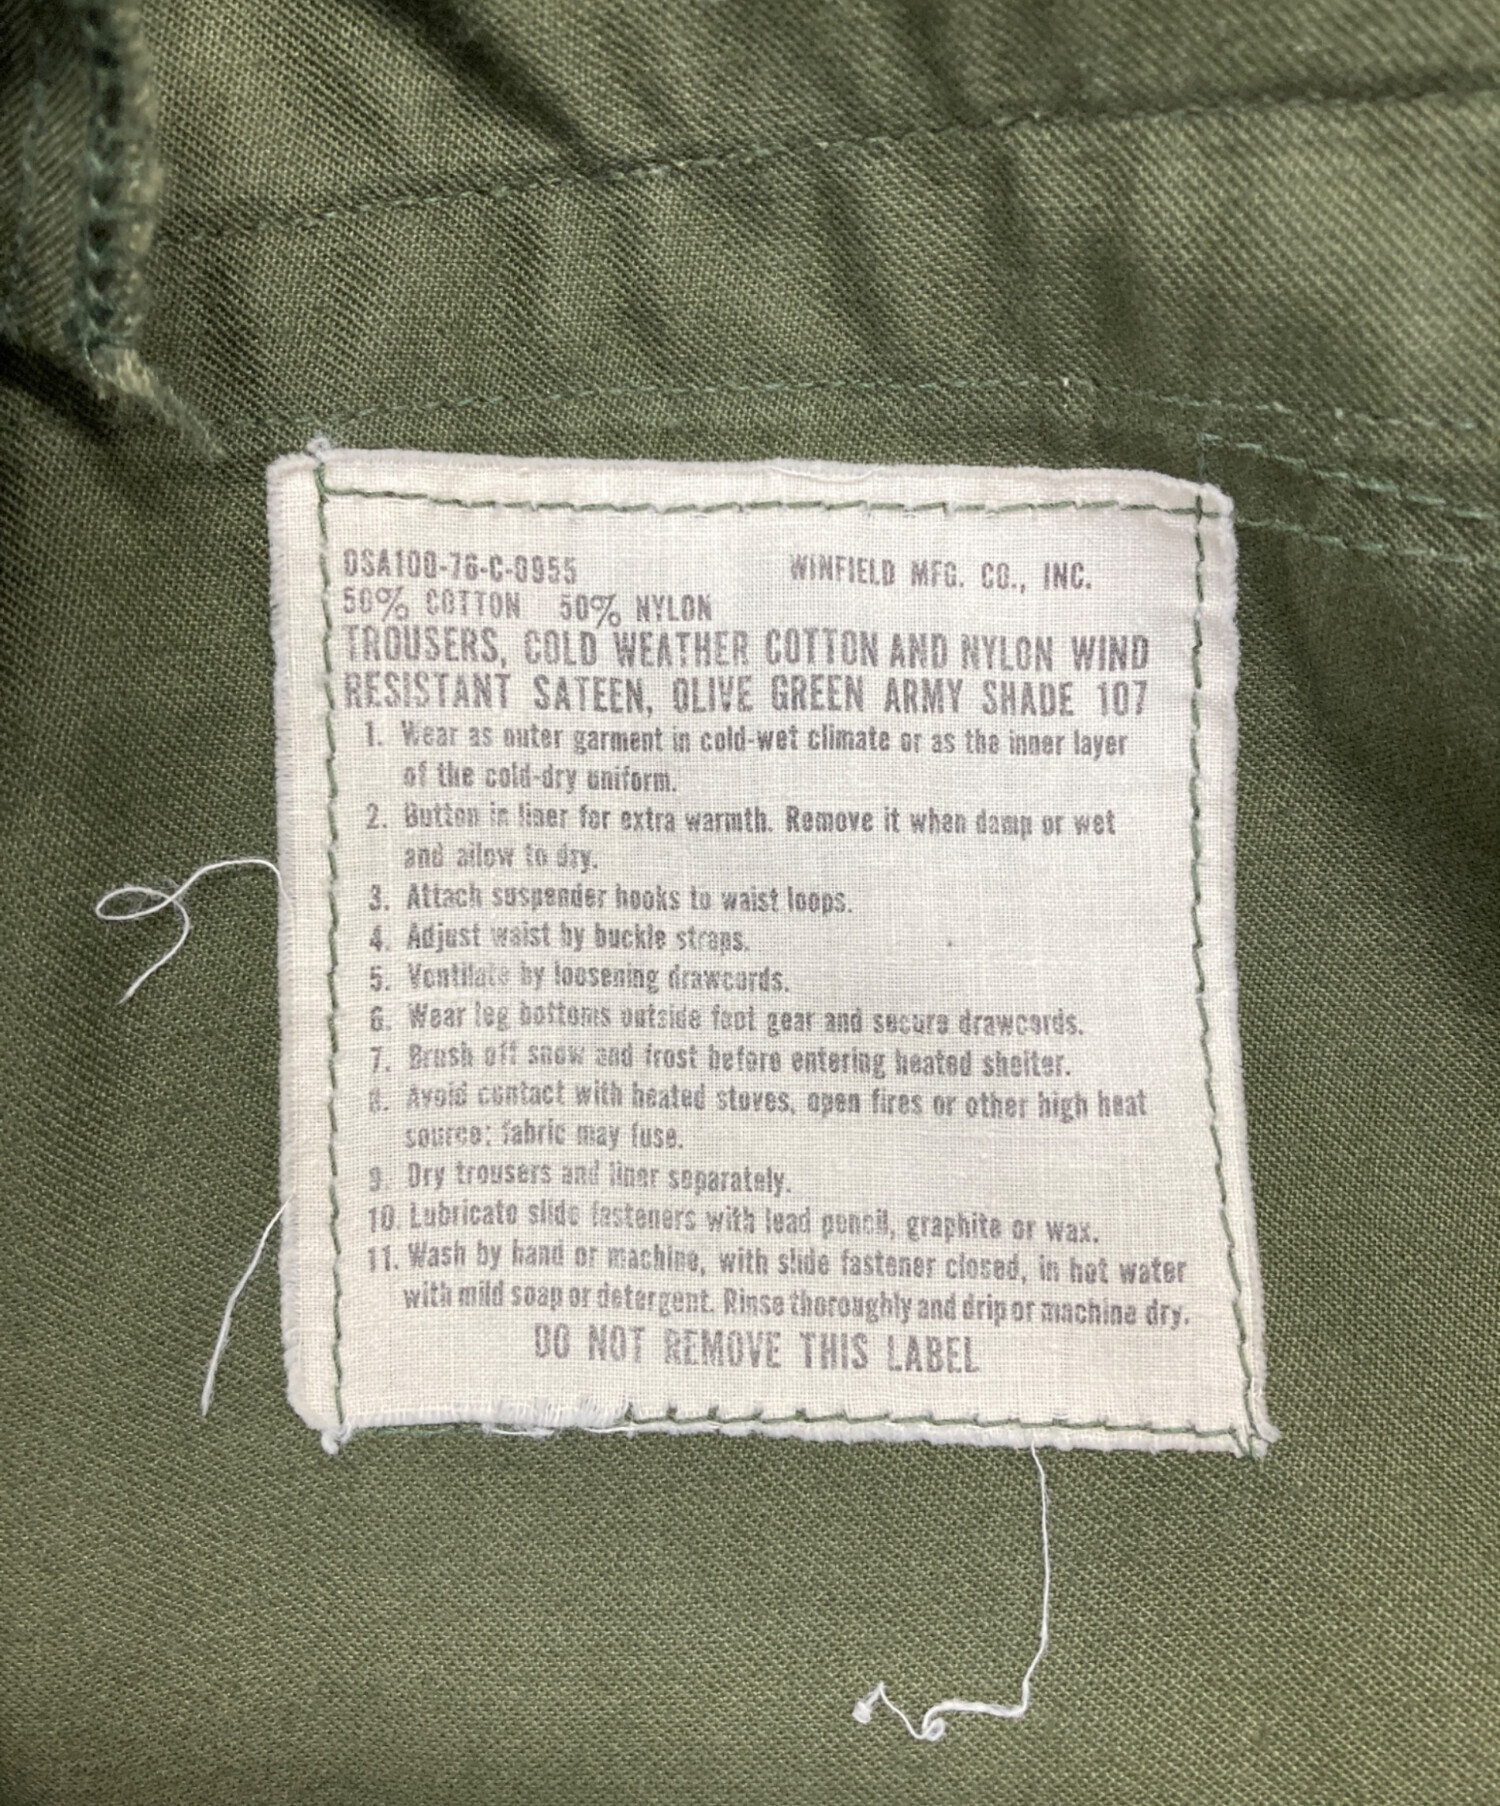 DSA100-76-C-0955 WINFIELD MFG. CO., INC.
50% COTTON 50% NYLON
TROUSERS, COLD WEATHER COTTON AND NYLON WIND
RESISTANT SATEEN, OLIVE GREEN ARMY SHADE 107
1. Wear as outer garment in cold-wet climate or as the inner layer
of the cold-dry uniform.
2. Button in liner for extra warmth. Remove it when damp or wet
and allow to dry.
3. Attach suspender hooks to waist loops.
4. Adjust waist by buckle straps.
5. Ventilate by loosening drawcords.
6. Wear leg bottoms outside foot gear and secure drawcords.
7. Brush off snow and frost before entering heated shelter.
8. Avoid contact with heated stoves, open fires or other high heat
source; fabric may fuse.
9. Dry trousers and liner separately.
10. Lubricate slide fasteners with lead pencil, graphite or wax.
11. Wash by hand or machine, with slide fastener closed, in hot water
with mild soap or detergent. Rinse thoroughly and drip or machine dry.
DO NOT REMOVE THIS LABEL